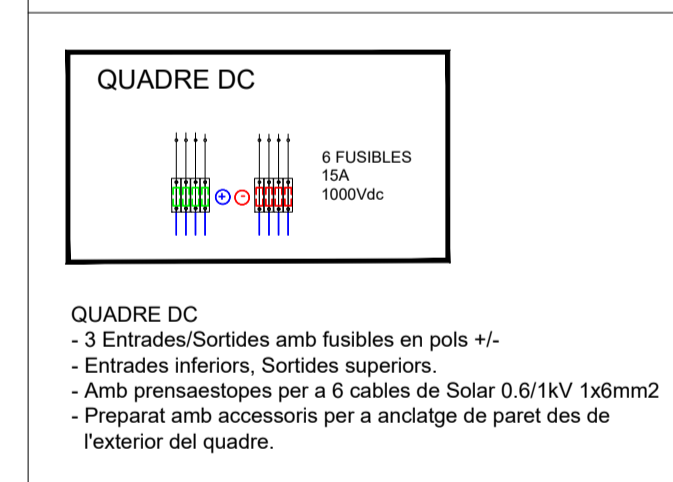 QUADRE DC
6 FUSIBLES
15A
1000Vdc
+ -
QUADRE DC
- 3 Entrades/Sortides amb fusibles en pols +/-
- Entrades inferiors, Sortides superiors.
- Amb prensaestopes per a 6 cables de Solar 0.6/1kV 1x6mm2
- Preparat amb accessoris per a anclatge de paret des de
l'exterior del quadre.